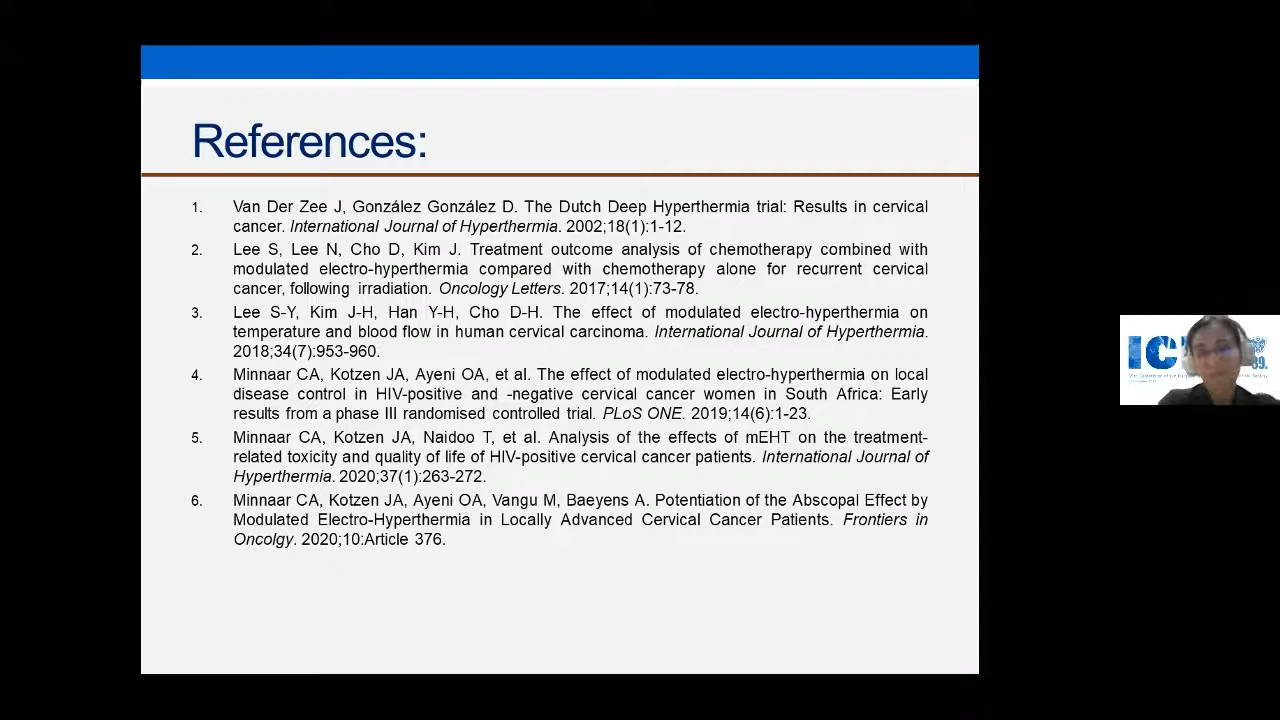 References:
1. Van Der Zee J, González González D. The Dutch Deep Hyperthermia trial: Results in cervical
cancer. International Journal of Hyperthermia. 2002;18(1):1-12.
2. Lee S, Lee N, Cho D, Kim J. Treatment outcome analysis of chemotherapy combined with
modulated electro-hyperthermia compared with chemotherapy alone for recurrent cervical
cancer, following irradiation. Oncology Letters. 2017;14(1):73-78.
3. Lee S-Y, Kim J-H, Han Y-H, Cho D-H. The effect of modulated electro-hyperthermia on
temperature and blood flow in human cervical carcinoma. International Journal of Hyperthermia.
2018;34(7):953-960.
4. Minnaar CA, Kotzen JA, Ayeni OA, et al. The effect of modulated electro-hyperthermia on local
disease control in HIV-positive and -negative cervical cancer women in South Africa: Early
results from a phase III randomised controlled trial. PLoS ONE. 2019;14(6):1-23.
5. Minnaar CA, Kotzen JA, Naidoo T, et al. Analysis of the effects of mEHT on the treatment-
related toxicity and quality of life of HIV-positive cervical cancer patients. International Journal of
Hyperthermia. 2020;37(1):263-272.
6. Minnaar CA, Kotzen JA, Ayeni OA, Vangu M, Baeyens A. Potentiation of the Abscopal Effect by
Modulated Electro-Hyperthermia in Locally Advanced Cervical Cancer Patients. Frontiers in
Oncolgy. 2020;10:Article 376.